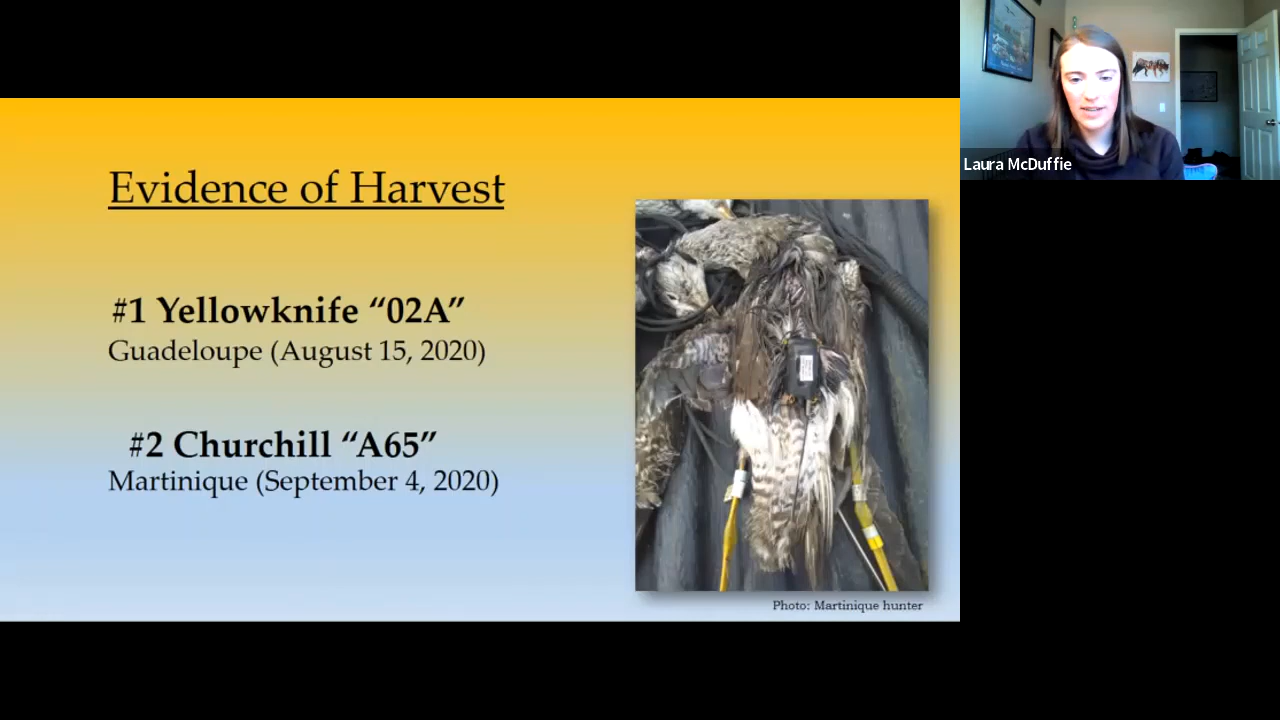 Evidence of Harvest
#1 Yellowknife “02A”
Guadeloupe (August 15, 2020)
#2 Churchill “A65”
Martinique (September 4, 2020)
Photo: Martinique hunter
Laura McDuffie